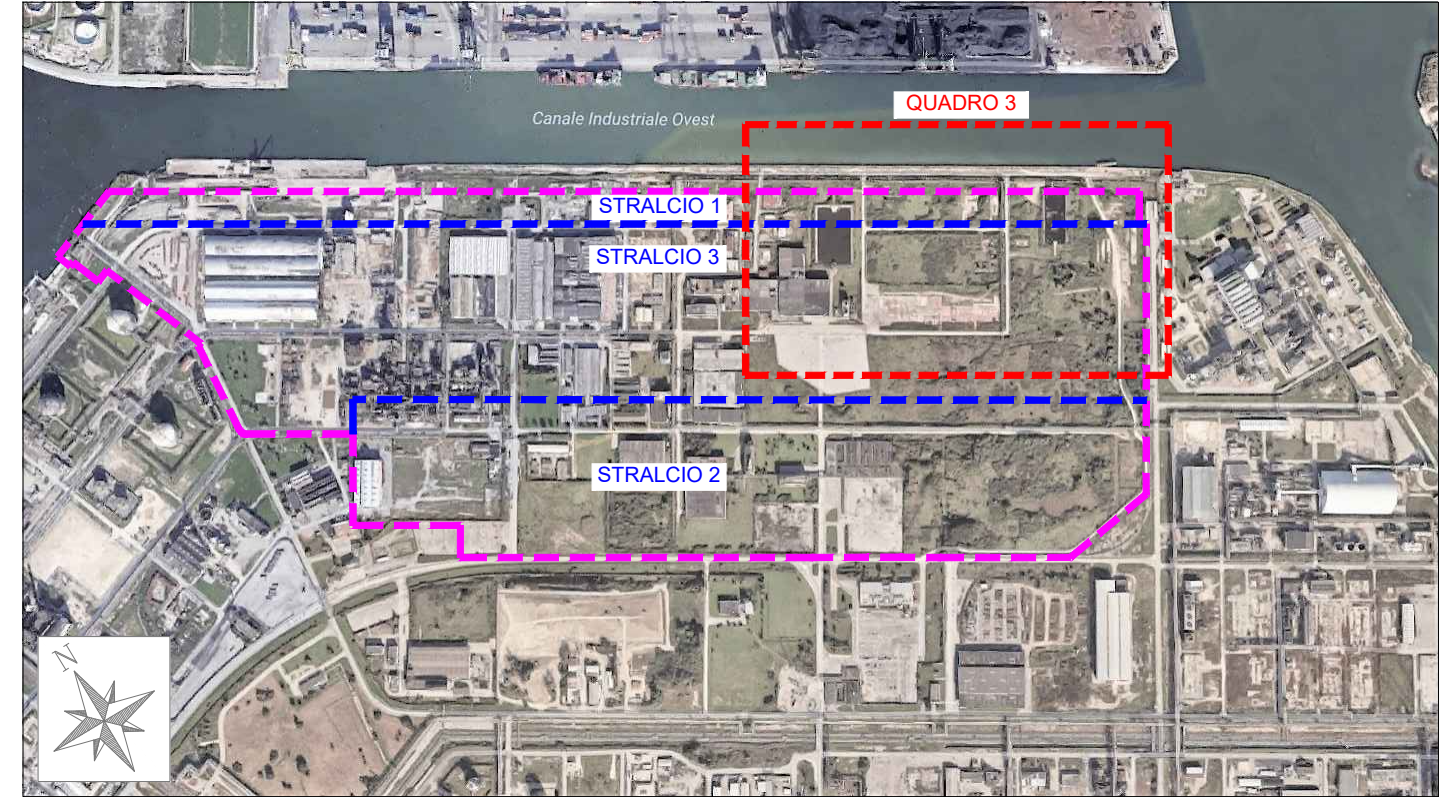 QUADRO 3
Canale Industriale Ovest
STRALCIO 1
STRALCIO 3
STRALCIO 2
N